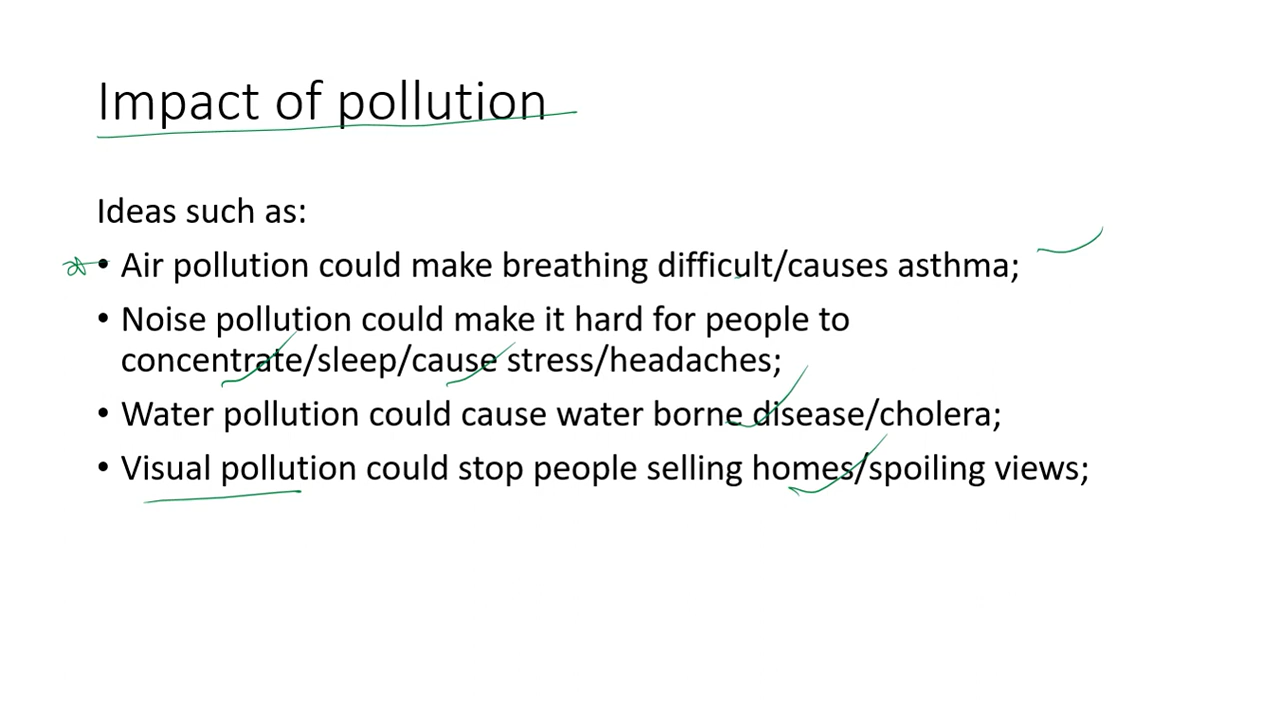 Impact of pollution
Ideas such as:
• Air pollution could make breathing difficult/causes asthma;
• Noise pollution could make it hard for people to
concentrate/sleep/cause stress/headaches;
• Water pollution could cause water borne disease/cholera;
• Visual pollution could stop people selling homes/spoiling views;